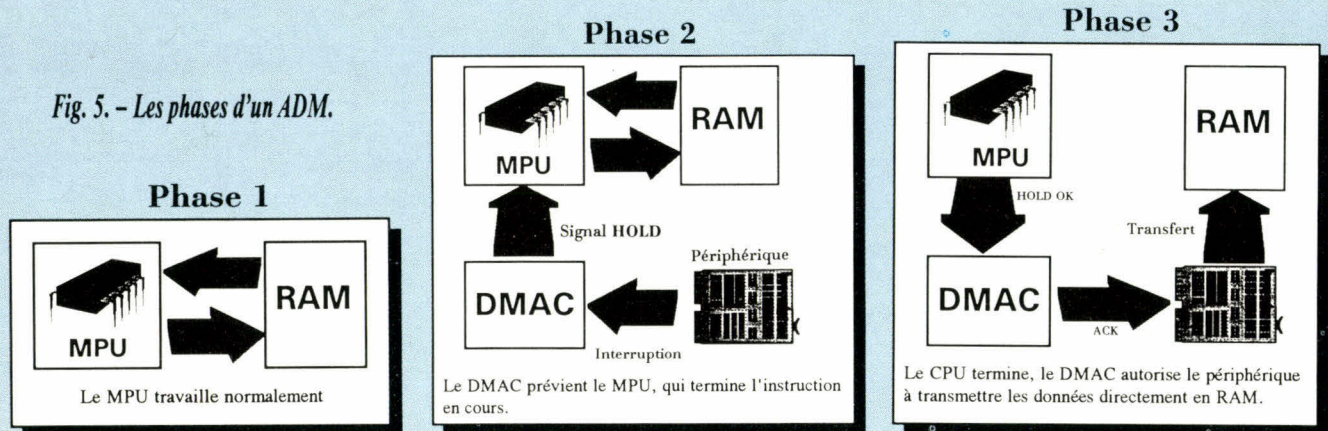 Fig. 5. – Les phases d'un ADM.
Phase 1
MPU
RAM
Le MPU travaille normalement
Phase 2
MPU
RAM
Signal HOLD
Périphérique
DMAC
Interruption
Le DMAC prévient le MPU, qui termine l'instruction
en cours.
Phase 3
MPU
RAM
HOLD OK
Transfert
DMAC
ACK
Le CPU termine, le DMAC autorise le périphérique
à transmettre les données directement en RAM.